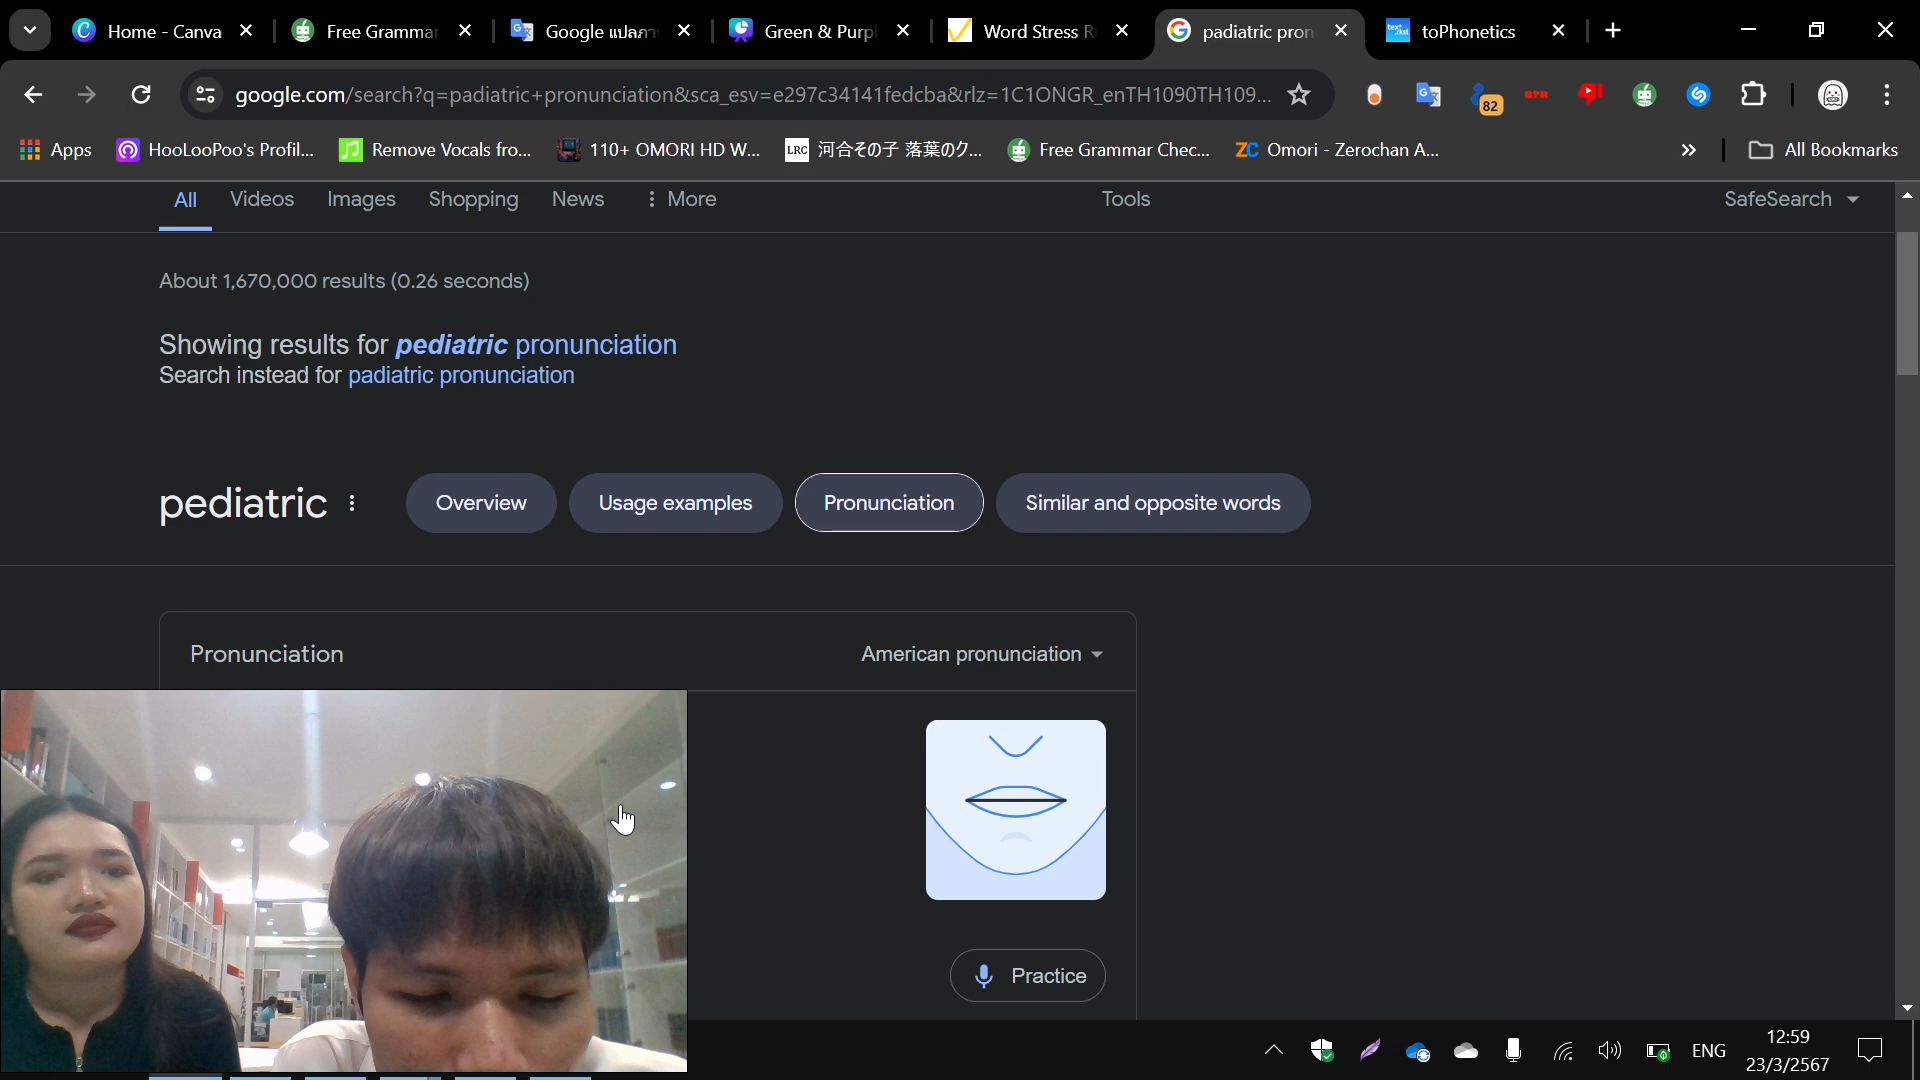 Home - Canva
Free Grammar
Google แปลภา
Green & Purpl
Word Stress R
padiatric pron
toPhonetics
google.com/search?q=padiatric+pronunciation&sca_esv=e297c34141fedcba&rlz=1C1ONGR_enTH1090TH109...
82
Apps
HooLooPoo's Profil...
Remove Vocals fro...
110+ OMORI HD W...
LRC
河合その子 落葉のク...
Free Grammar Chec...
ZC
Omori - Zerochan A...
All Bookmarks
All
Videos
Images
Shopping
News
More
Tools
SafeSearch
About 1,670,000 results (0.26 seconds)
Showing results for pediatric pronunciation
Search instead for padiatric pronunciation
pediatric
Overview
Usage examples
Pronunciation
Similar and opposite words
Pronunciation
American pronunciation
Practice
ENG
12:59
23/3/2567